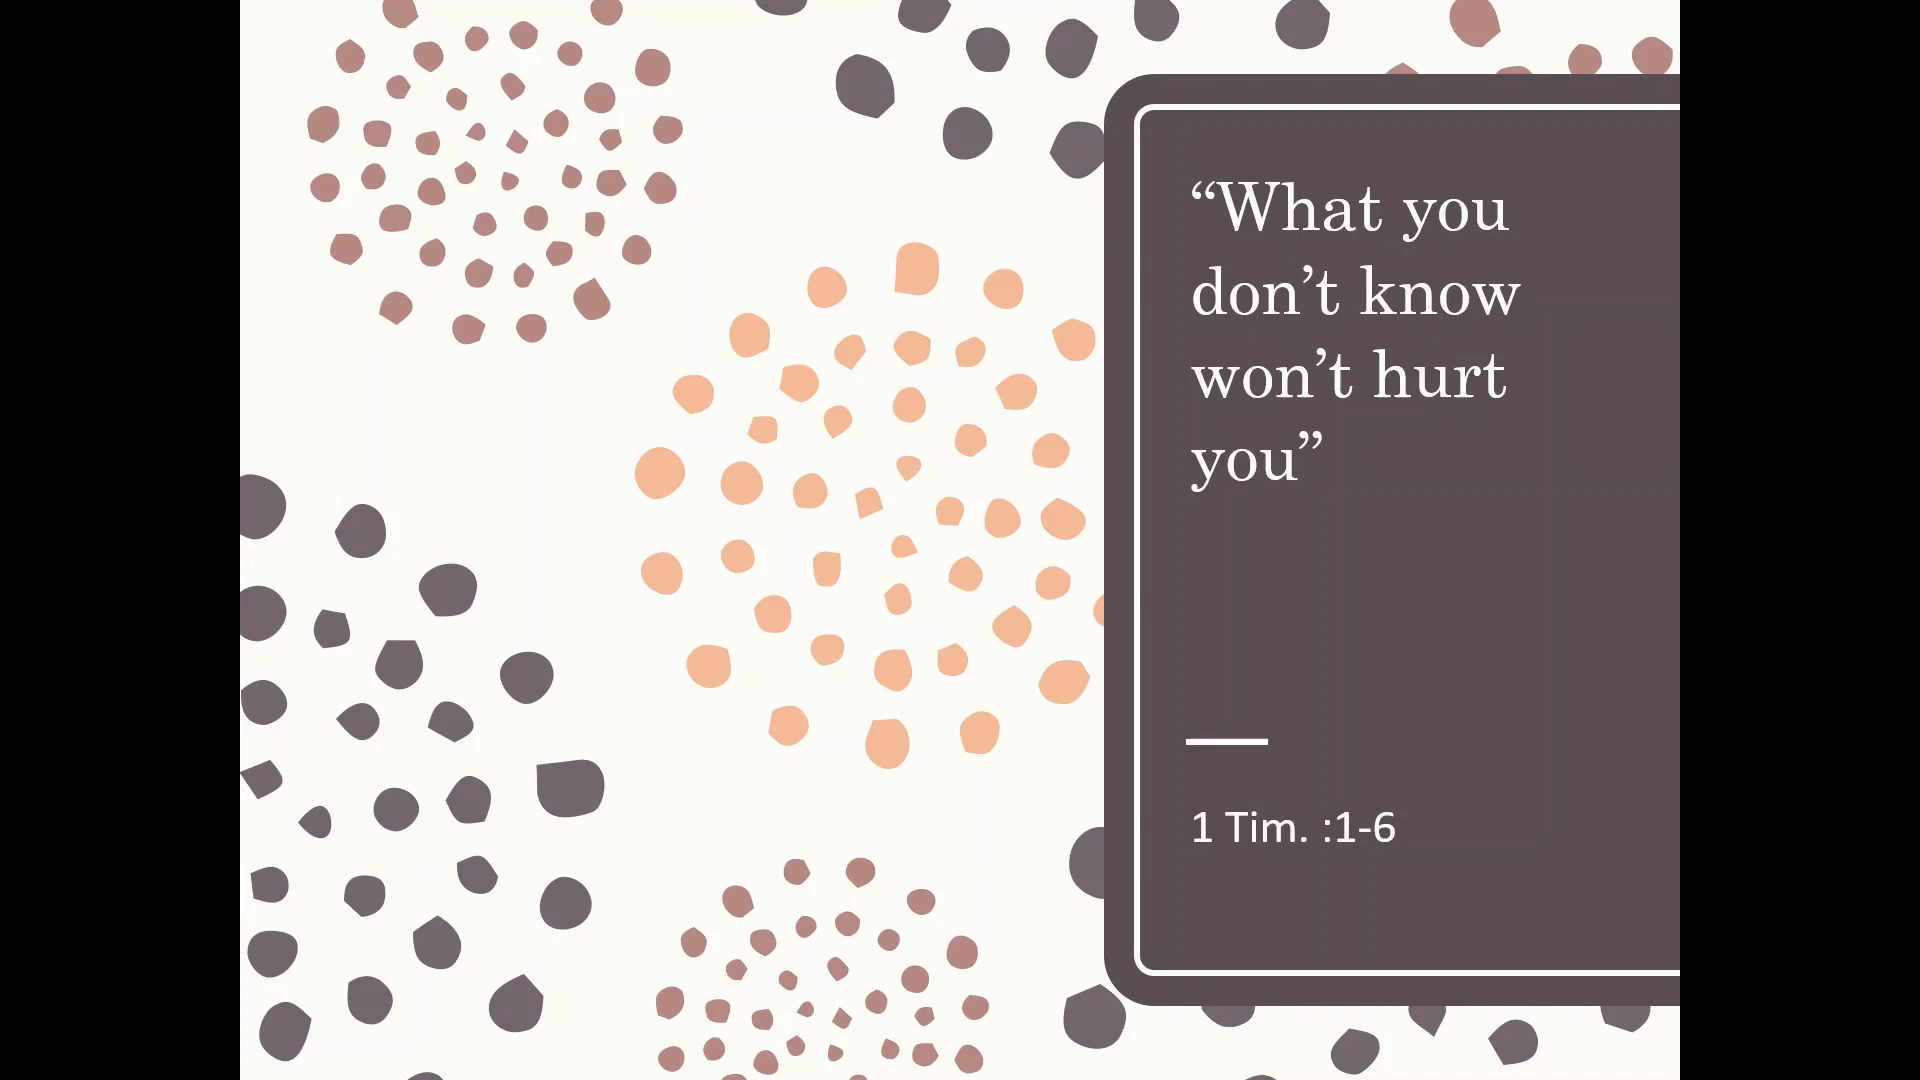 “What you
don’t know
won’t hurt
you”
1 Tim. :1-6